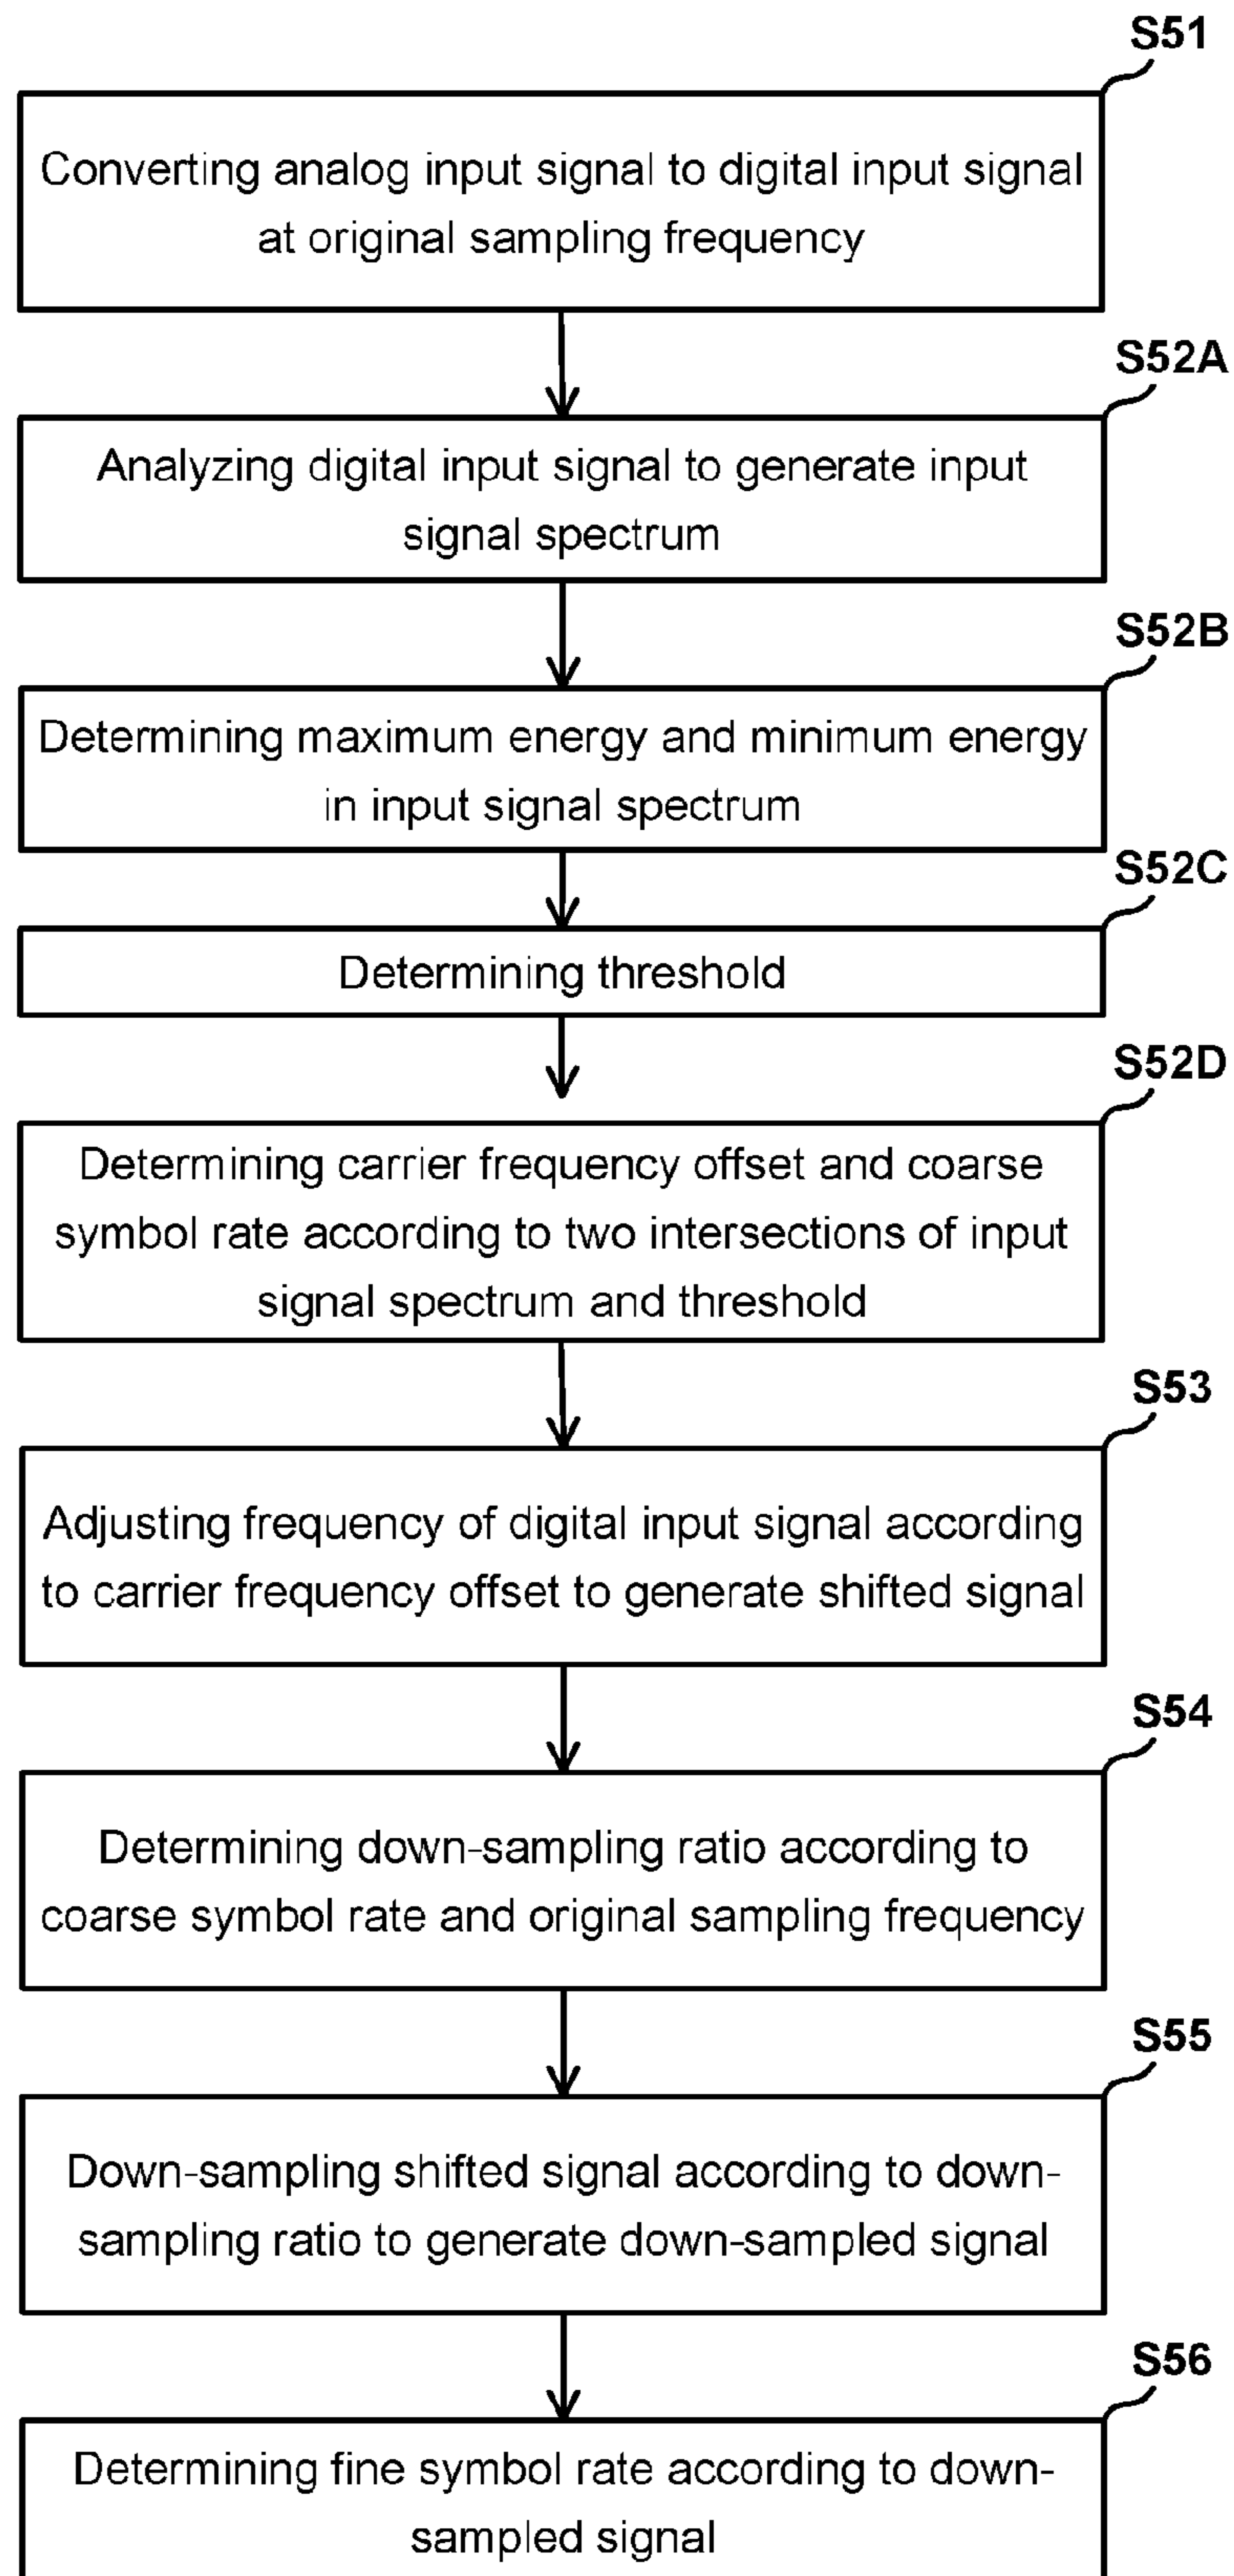 S51
Converting analog input signal to digital input signal
at original sampling frequency
S52A
Analyzing digital input signal to generate input
signal spectrum
S52B
Determining maximum energy and minimum energy
in input signal spectrum
S52C
Determining threshold
S52D
Determining carrier frequency offset and coarse
symbol rate according to two intersections of input
signal spectrum and threshold
S53
Adjusting frequency of digital input signal according
to carrier frequency offset to generate shifted signal
S54
Determining down-sampling ratio according to
coarse symbol rate and original sampling frequency
S55
Down-sampling shifted signal according to down-
sampling ratio to generate down-sampled signal
S56
Determining fine symbol rate according to down-
sampled signal